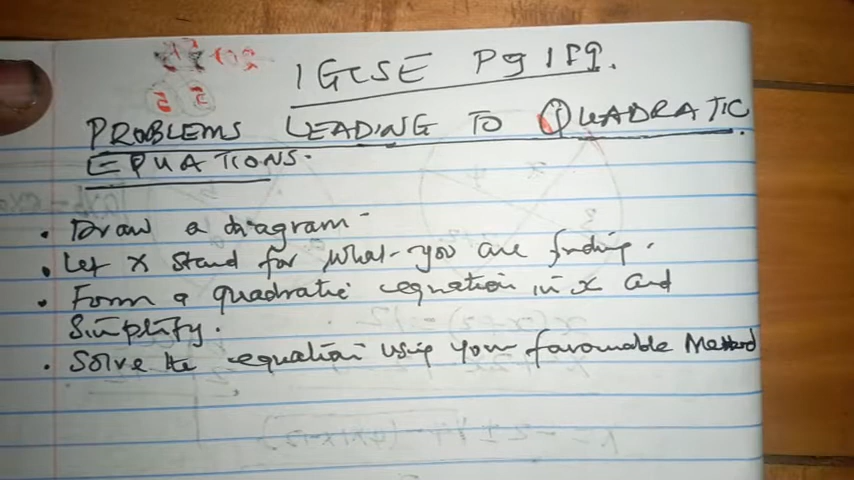 IGCSE Pg 189.
PROBLEMS LEADING TO QUADRATIC
EQUATIONS.
• Draw a diagram
• Let x stand for what you are finding.
• Form a quadratic equation in x and
simplify.
• Solve the equation using your favourable Method